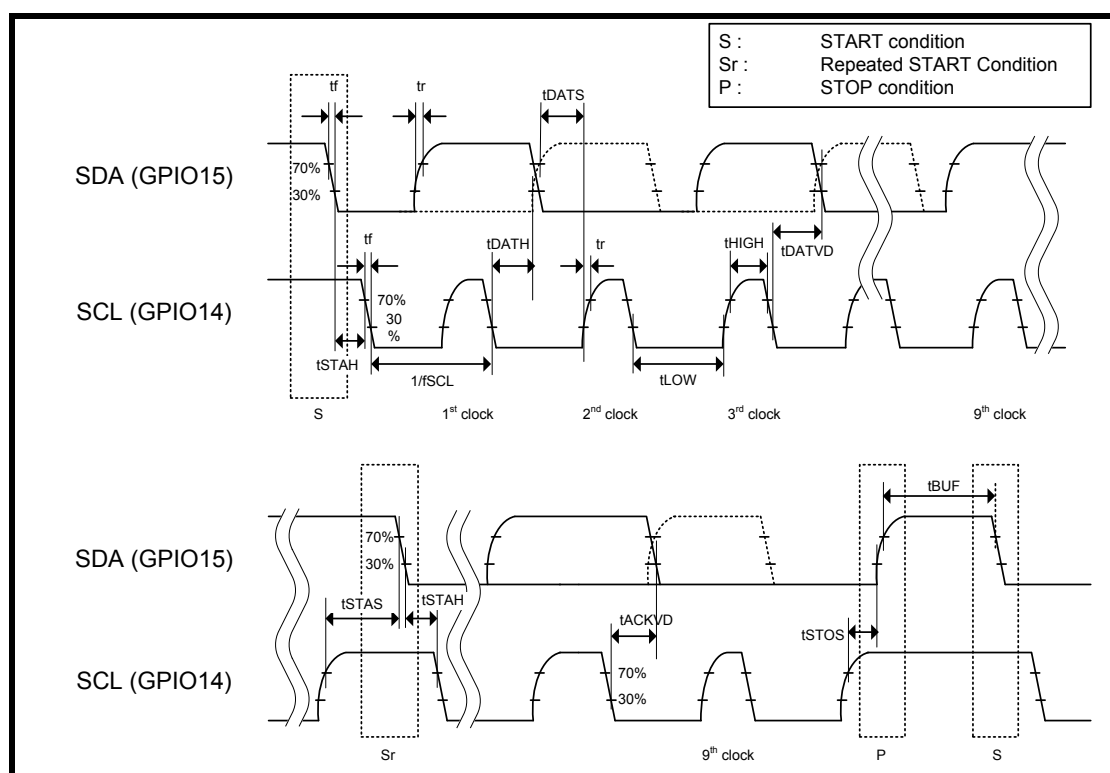 S : START condition
Sr : Repeated START Condition
P : STOP condition
tf
tr
tDATS
SDA (GPIO15)
70%
30%
tf
tDATH
tr
tHIGH
tDATVD
SCL (GPIO14)
70%
30
%
tSTAH
1/fSCL
tLOW
S
1st clock
2nd clock
3rd clock
9th clock
tBUF
SDA (GPIO15)
70%
30%
tSTAS
tSTAH
tACKVD
tSTOS
SCL (GPIO14)
70%
30%
Sr
9th clock
P
S